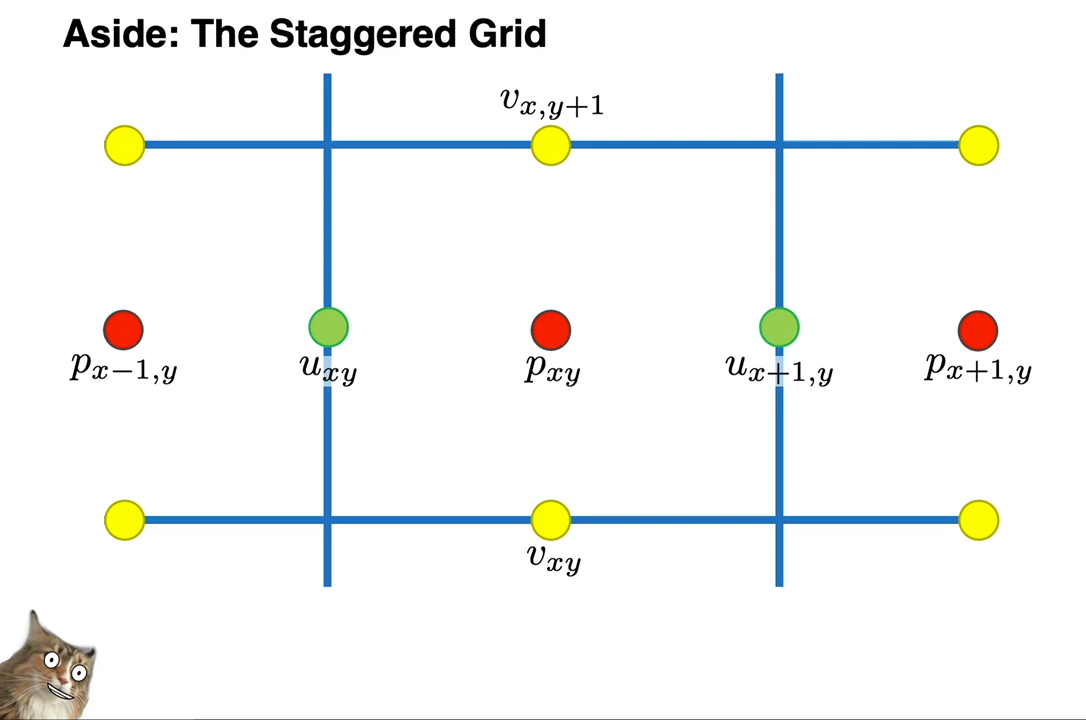 Aside: The Staggered Grid
v_{x,y+1}
p_{x-1,y} u_{xy} p_{xy} u_{x+1,y} p_{x+1,y}
v_{xy}